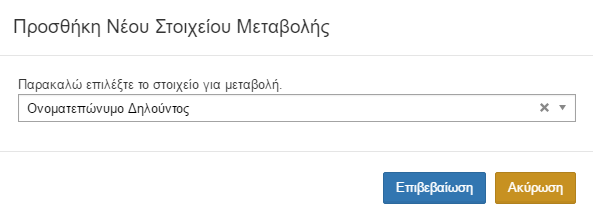 Προσθήκη Νέου Στοιχείου Μεταβολής
Παρακαλώ επιλέξτε το στοιχείο για μεταβολή.
Ονοματεπώνυμο Δηλούντος
Επιβεβαίωση Ακύρωση